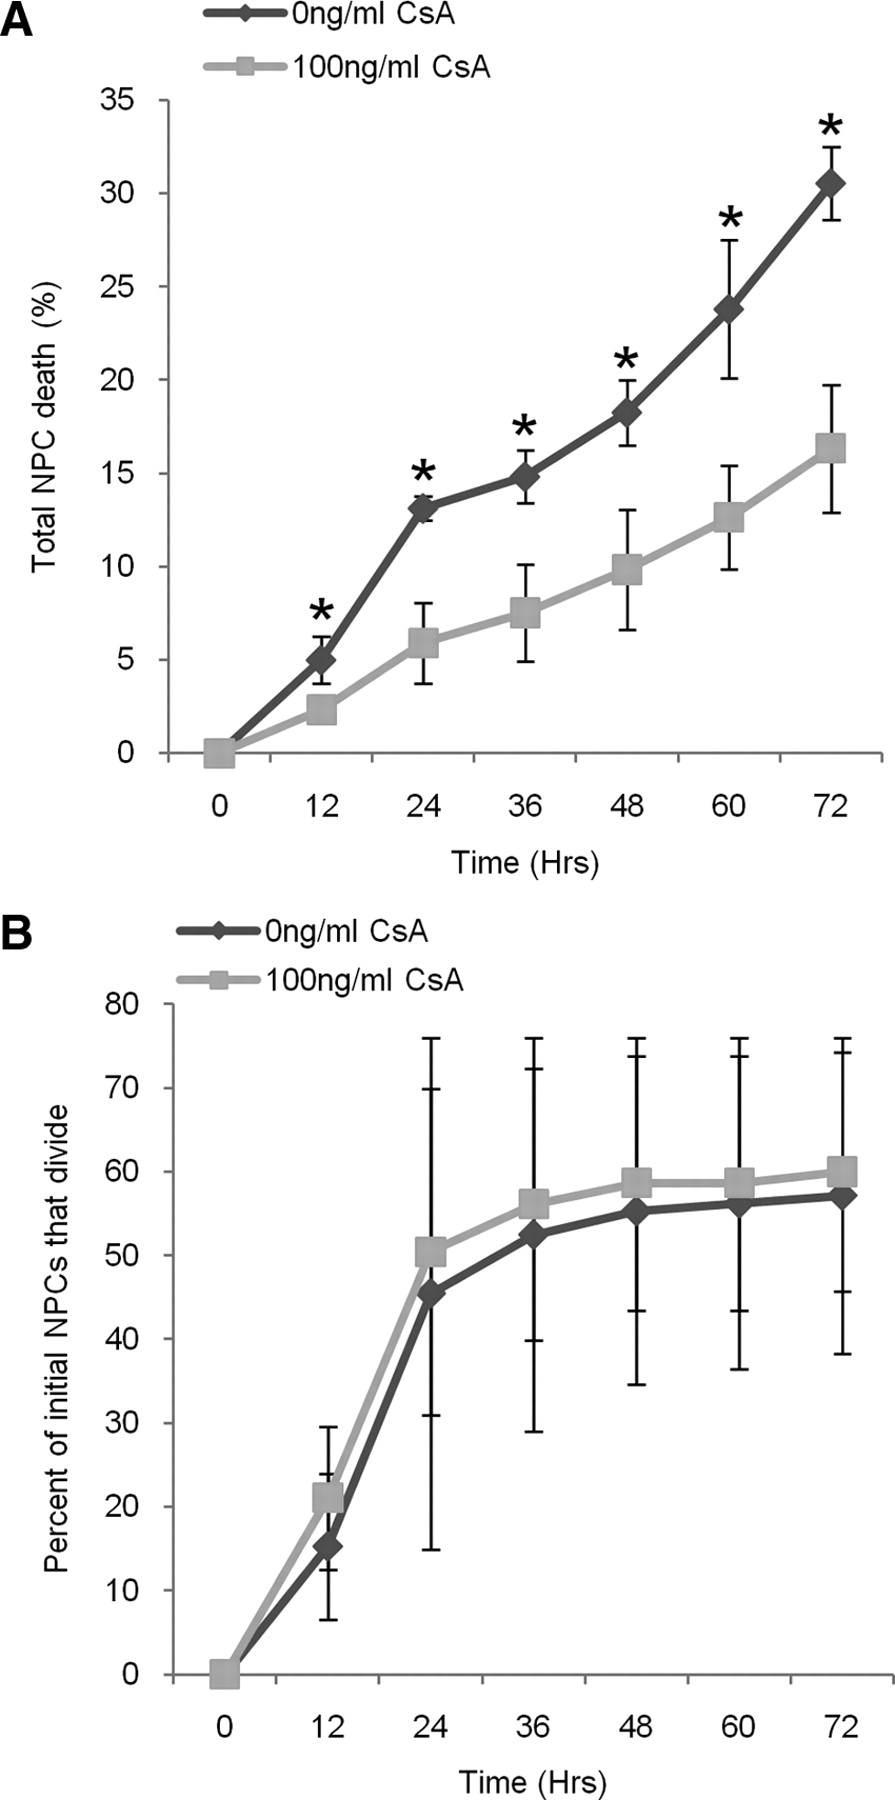 A
0ng/ml CsA
100ng/ml CsA
35
30
25
20
15
10
5
0
Total NPC death (%)
*
*
*
*
*
*
0 12 24 36 48 60 72
Time (Hrs)
B
0ng/ml CsA
100ng/ml CsA
80
70
60
50
40
30
20
10
0
Percent of initial NPCs that divide
0 12 24 36 48 60 72
Time (Hrs)